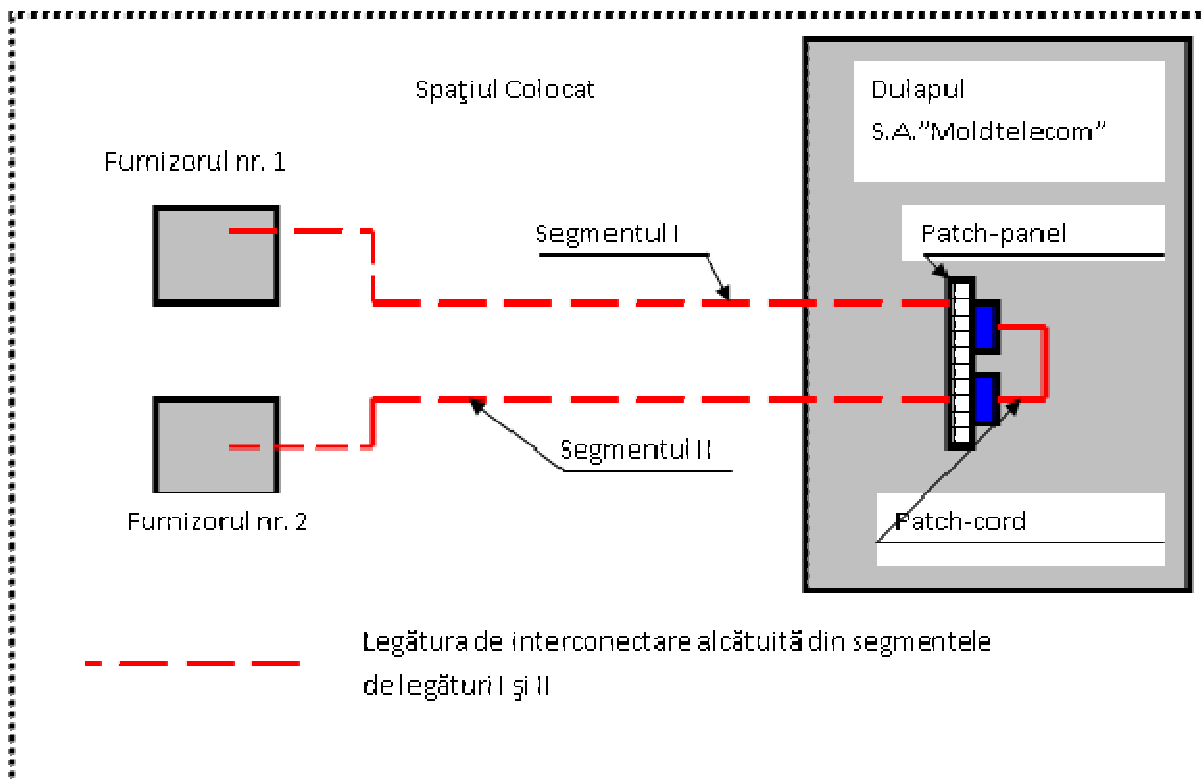 Spaţiul Colocat
Dulapul
S.A."Moldtelecom"
Furnizorul nr. 1
Segmentul I
Patch-panel
Segmentul II
Furnizorul nr. 2
Patch-cord
Legătura de interconectare alcătuită din segmentele
de legături I şi II